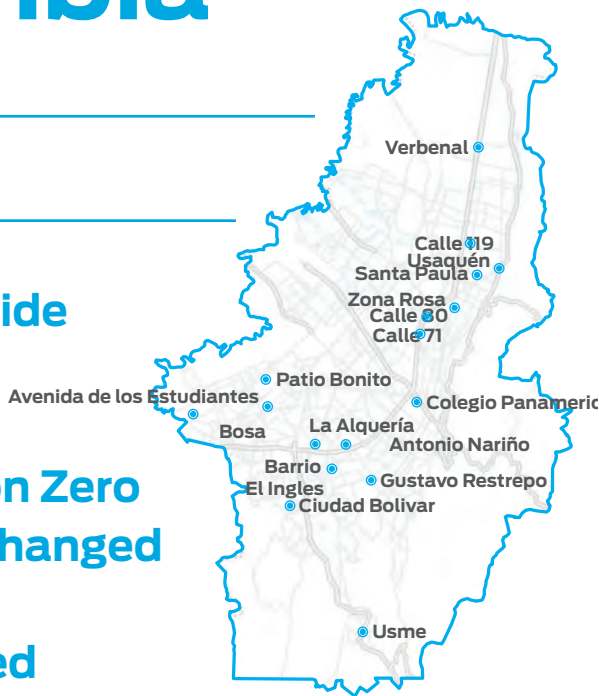 ide
on Zero
hanged
ed
Verbenal
Calle 119
Usaquén
Santa Paula
Zona Rosa
Calle 80
Calle 71
Patio Bonito
Avenida de los Estudiantes
Colegio Panameric
Bosa
La Alquería
Antonio Nariño
Barrio
El Ingles
Gustavo Restrepo
Ciudad Bolivar
Usme